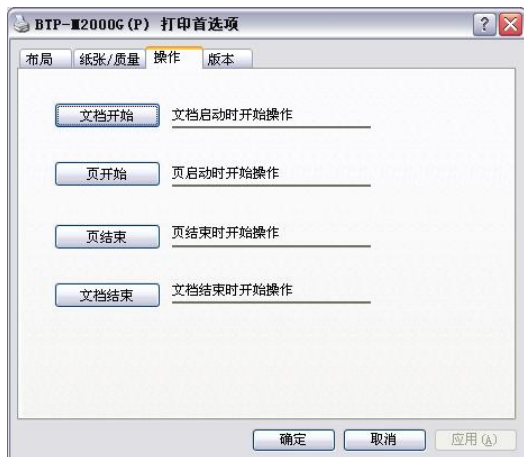 BTP-M2000G(P) 打印首选项
布局 纸张/质量 操作 版本
文档开始 文档启动时开始操作
页开始 页启动时开始操作
页结束 页结束时开始操作
文档结束 文档结束时开始操作
确定 取消 应用(A)